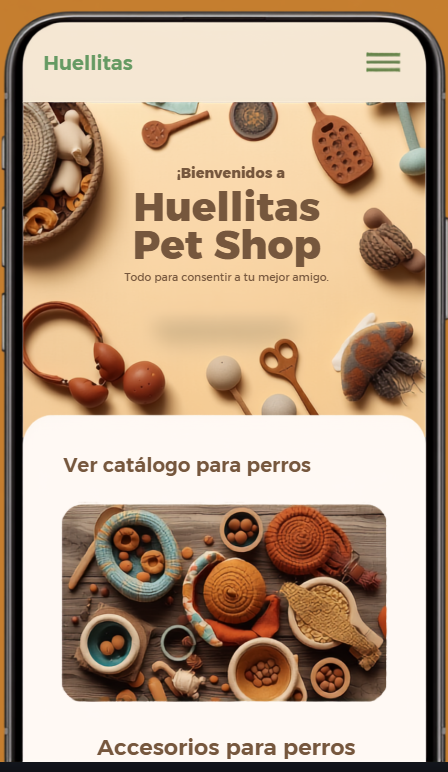 Huellitas
¡Bienvenidos a
Huellitas
Pet Shop
Todo para consentir a tu mejor amigo.
Ver catálogo para perros
Accesorios para perros